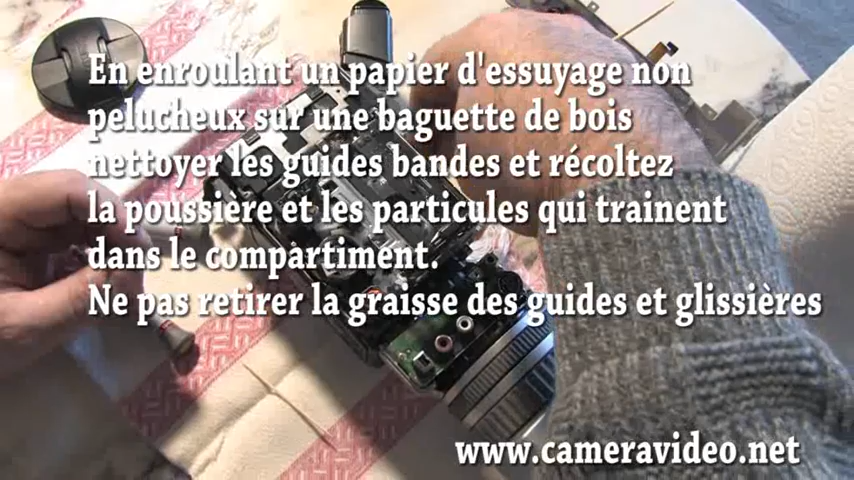 En enroulant un papier d'essuyage non
pelucheux sur une baguette de bois
nettoyer les guides bandes et récoltez
la poussière et les particules qui trainent
dans le compartiment.
Ne pas retirer la graisse des guides et glissières
www.cameravideo.net